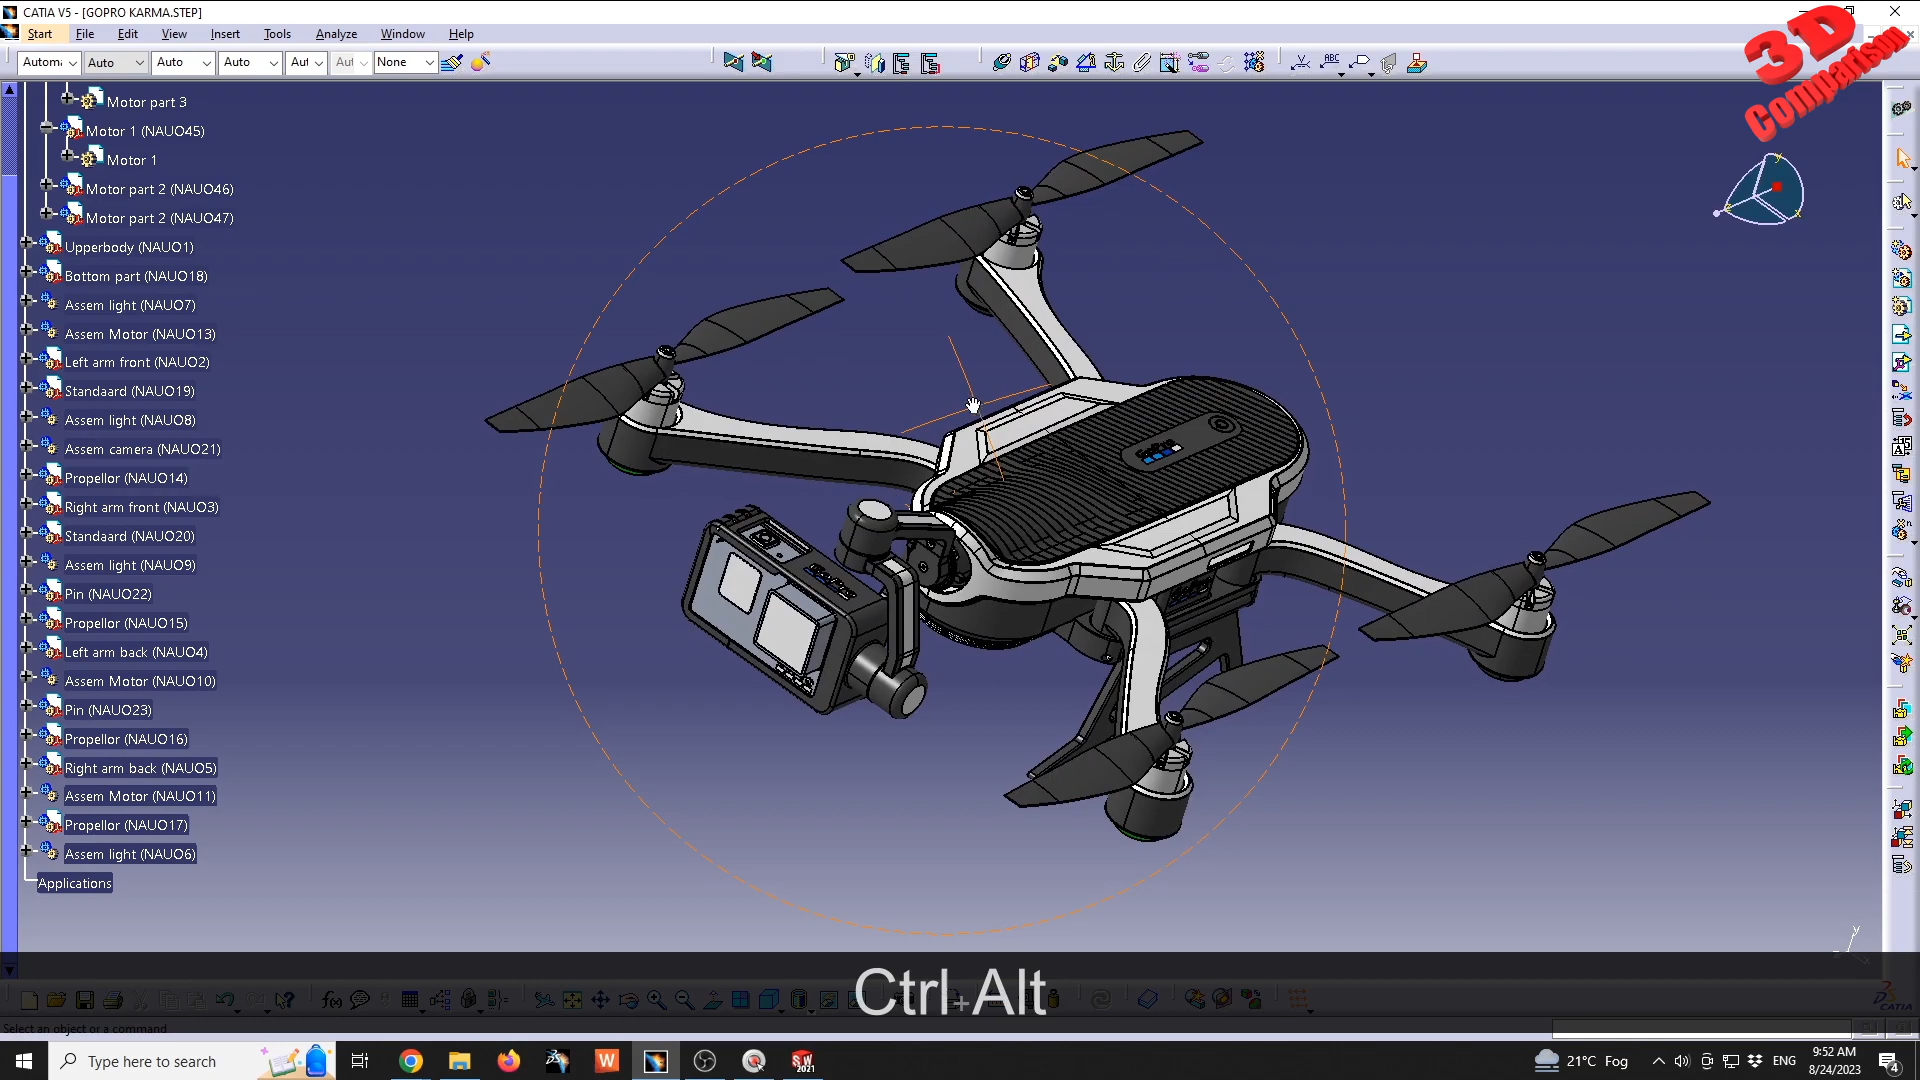 CATIA V5 - [GOPRO KARMA.STEP]
Start File Edit View Insert Tools Analyze Window Help
Autom Auto Auto Auto Aut Aut None
3D
Comparison
Motor part 3
Motor 1 (NAUO45)
Motor 1
Motor part 2 (NAUO46)
Motor part 2 (NAUO47)
Upperbody (NAUO1)
Bottom part (NAUO18)
Assem light (NAUO7)
Assem Motor (NAUO13)
Left arm front (NAUO2)
Standaard (NAUO19)
Assem light (NAUO8)
Assem camera (NAUO21)
Propellor (NAUO14)
Right arm front (NAUO3)
Standaard (NAUO20)
Assem light (NAUO9)
Pin (NAUO22)
Propellor (NAUO15)
Left arm back (NAUO4)
Assem Motor (NAUO10)
Pin (NAUO23)
Propellor (NAUO16)
Right arm back (NAUO5)
Assem Motor (NAUO11)
Propellor (NAUO17)
Assem light (NAUO6)
Applications
Ctrl+Alt
CATIA
Select an object or a command
Type here to search
21°C Fog
ENG
9:52 AM
8/24/2023